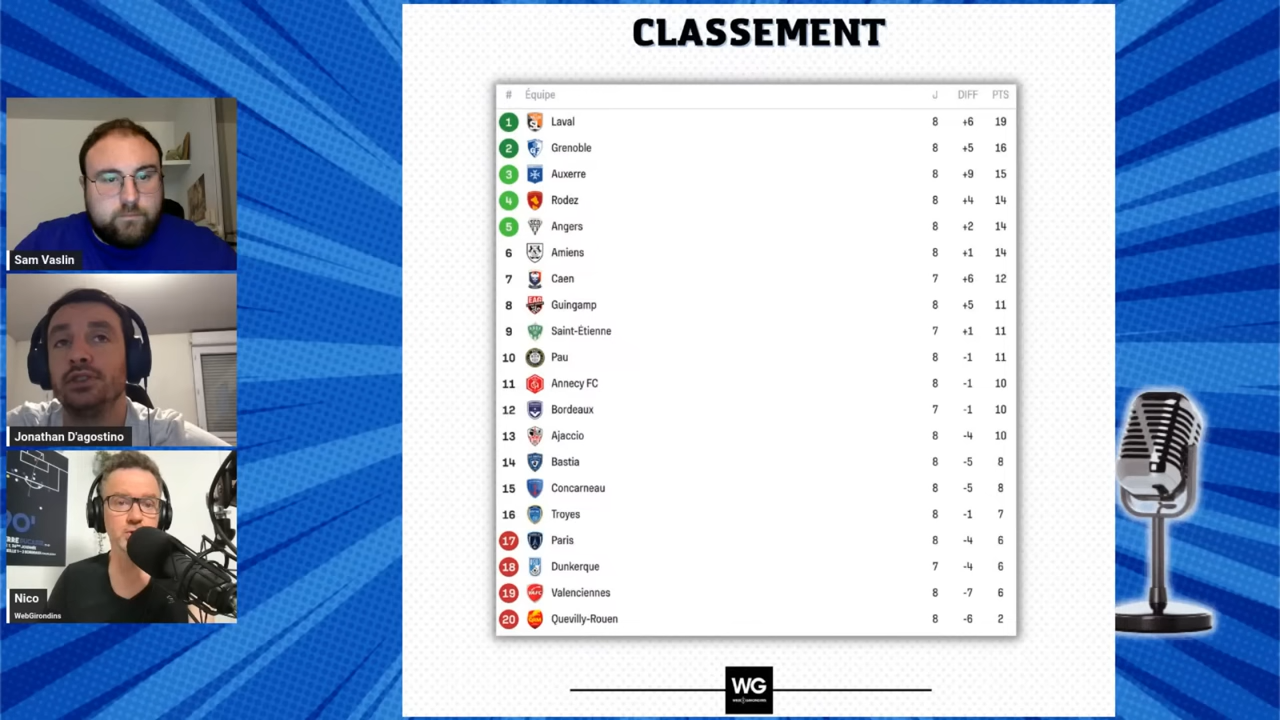 CLASSEMENT
# Équipe J DIFF PTS
1 Laval 8 +6 19
2 Grenoble 8 +5 16
3 Auxerre 8 +9 15
4 Rodez 8 +4 14
5 Angers 8 +2 14
6 Amiens 8 +1 14
7 Caen 7 +6 12
8 Guingamp 8 +5 11
9 Saint-Étienne 7 +1 11
10 Pau 8 -1 11
11 Annecy FC 8 -1 10
12 Bordeaux 7 -1 10
13 Ajaccio 8 -4 10
14 Bastia 8 -5 8
15 Concarneau 8 -5 8
16 Troyes 8 -1 7
17 Paris 8 -4 6
18 Dunkerque 7 -4 6
19 Valenciennes 8 -7 6
20 Quevilly-Rouen 8 -6 2
WG
Sam Vaslin
Jonathan D'agostino
Nico
WebGirondins